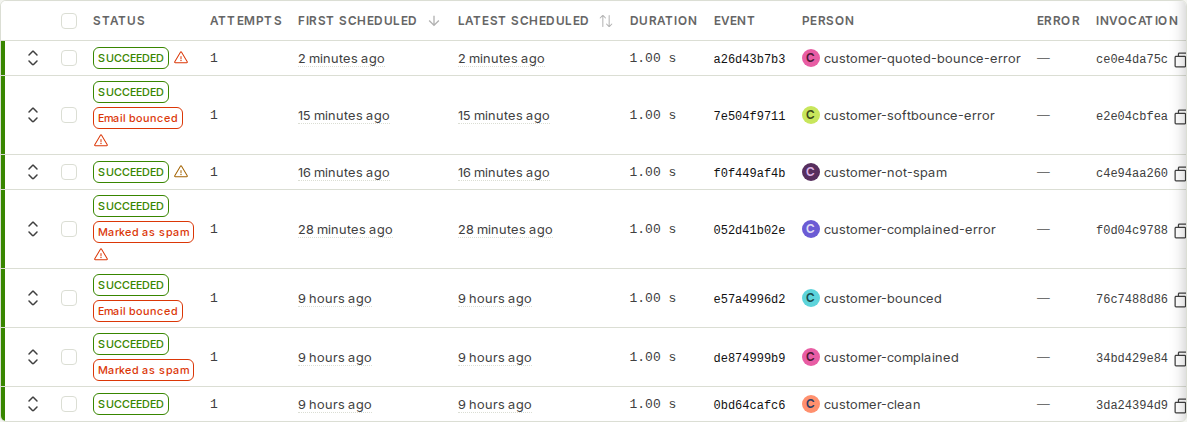 STATUS ATTEMPTS FIRST SCHEDULED LATEST SCHEDULED DURATION EVENT PERSON ERROR INVOCATION
SUCCEEDED 1 2 minutes ago 2 minutes ago 1.00 s a26d43b7b3 C customer-quoted-bounce-error — ce0e4da75c
SUCCEEDED
Email bounced 1 15 minutes ago 15 minutes ago 1.00 s 7e504f9711 C customer-softbounce-error — e2e04cbfea
SUCCEEDED 1 16 minutes ago 16 minutes ago 1.00 s f0f449af4b C customer-not-spam — c4e94aa260
SUCCEEDED
Marked as spam 1 28 minutes ago 28 minutes ago 1.00 s 052d41b02e C customer-complained-error — f0d04c9788
SUCCEEDED
Email bounced 1 9 hours ago 9 hours ago 1.00 s e57a4996d2 C customer-bounced — 76c7488d86
SUCCEEDED
Marked as spam 1 9 hours ago 9 hours ago 1.00 s de874999b9 C customer-complained — 34bd429e84
SUCCEEDED 1 9 hours ago 9 hours ago 1.00 s 0bd64cafc6 C customer-clean — 3da24394d9